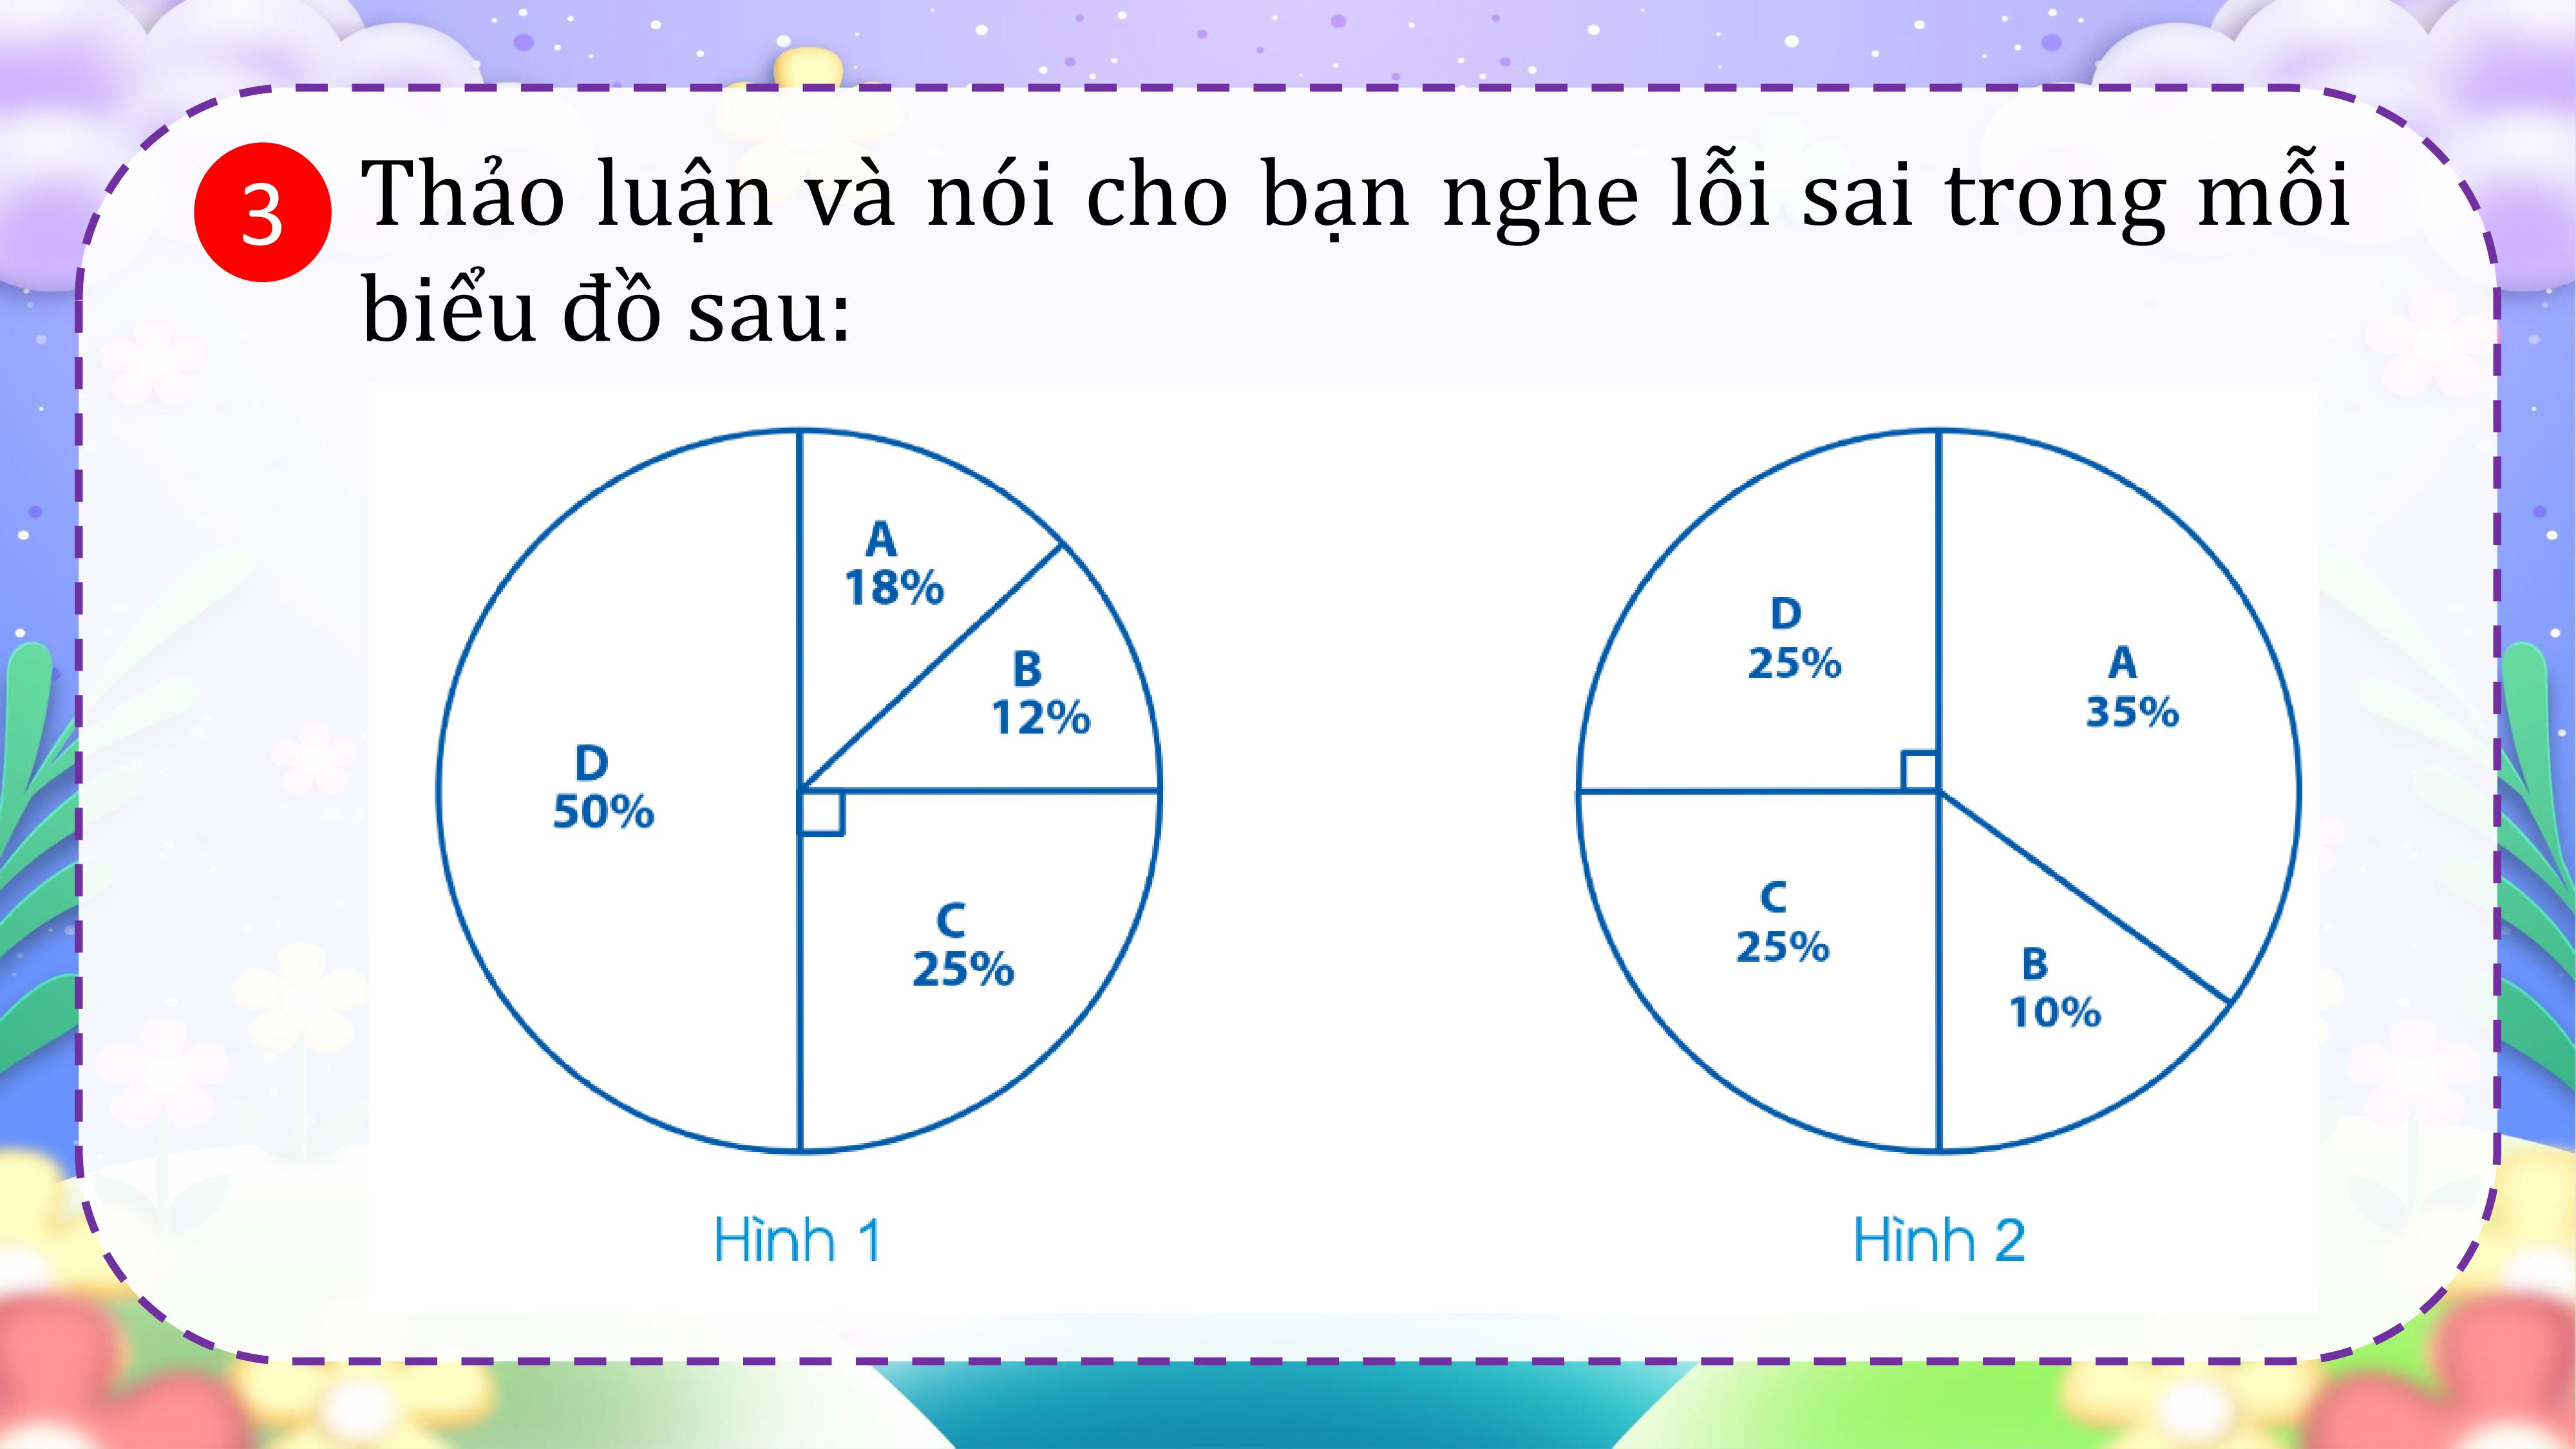 3
Thảo luận và nói cho bạn nghe lỗi sai trong mỗi
biểu đồ sau:
A
18%
B
12%
D
50%
C
25%
Hình 1
D
25%
A
35%
C
25%
B
10%
Hình 2